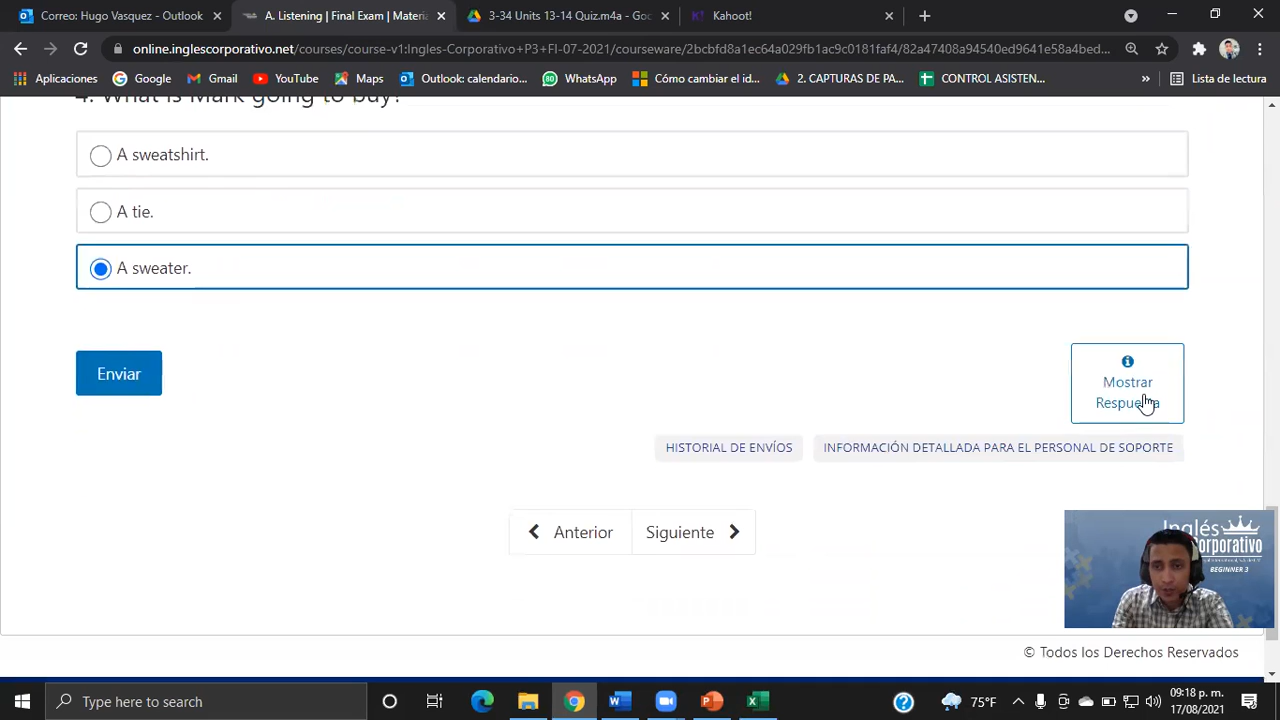 Correo: Hugo Vasquez - Outlook
A. Listening | Final Exam | Materia
3-34 Units 13-14 Quiz.m4a - Goo
Kahoot!
online.inglescorporativo.net/courses/course-v1:Ingles-Corporativo+P3+FI-07-2021/courseware/2bcbfd8a1ec64a029fb1ac9c0181faf4/82a47408a94540ed9641e58a4bed...
Aplicaciones
Google
Gmail
YouTube
Maps
Outlook: calendario...
WhatsApp
Cómo cambiar el id...
2. CAPTURAS DE PA...
CONTROL ASISTEN...
»
Lista de lectura
4. What is Mark going to buy?
A sweatshirt.
A tie.
A sweater.
Enviar
Mostrar
Respuesta
HISTORIAL DE ENVÍOS
INFORMACIÓN DETALLADA PARA EL PERSONAL DE SOPORTE
Anterior
Siguiente
Inglés
Corporativo
BEGINNER 3
© Todos los Derechos Reservados
Type here to search
75°F
09:18 p. m.
17/08/2021